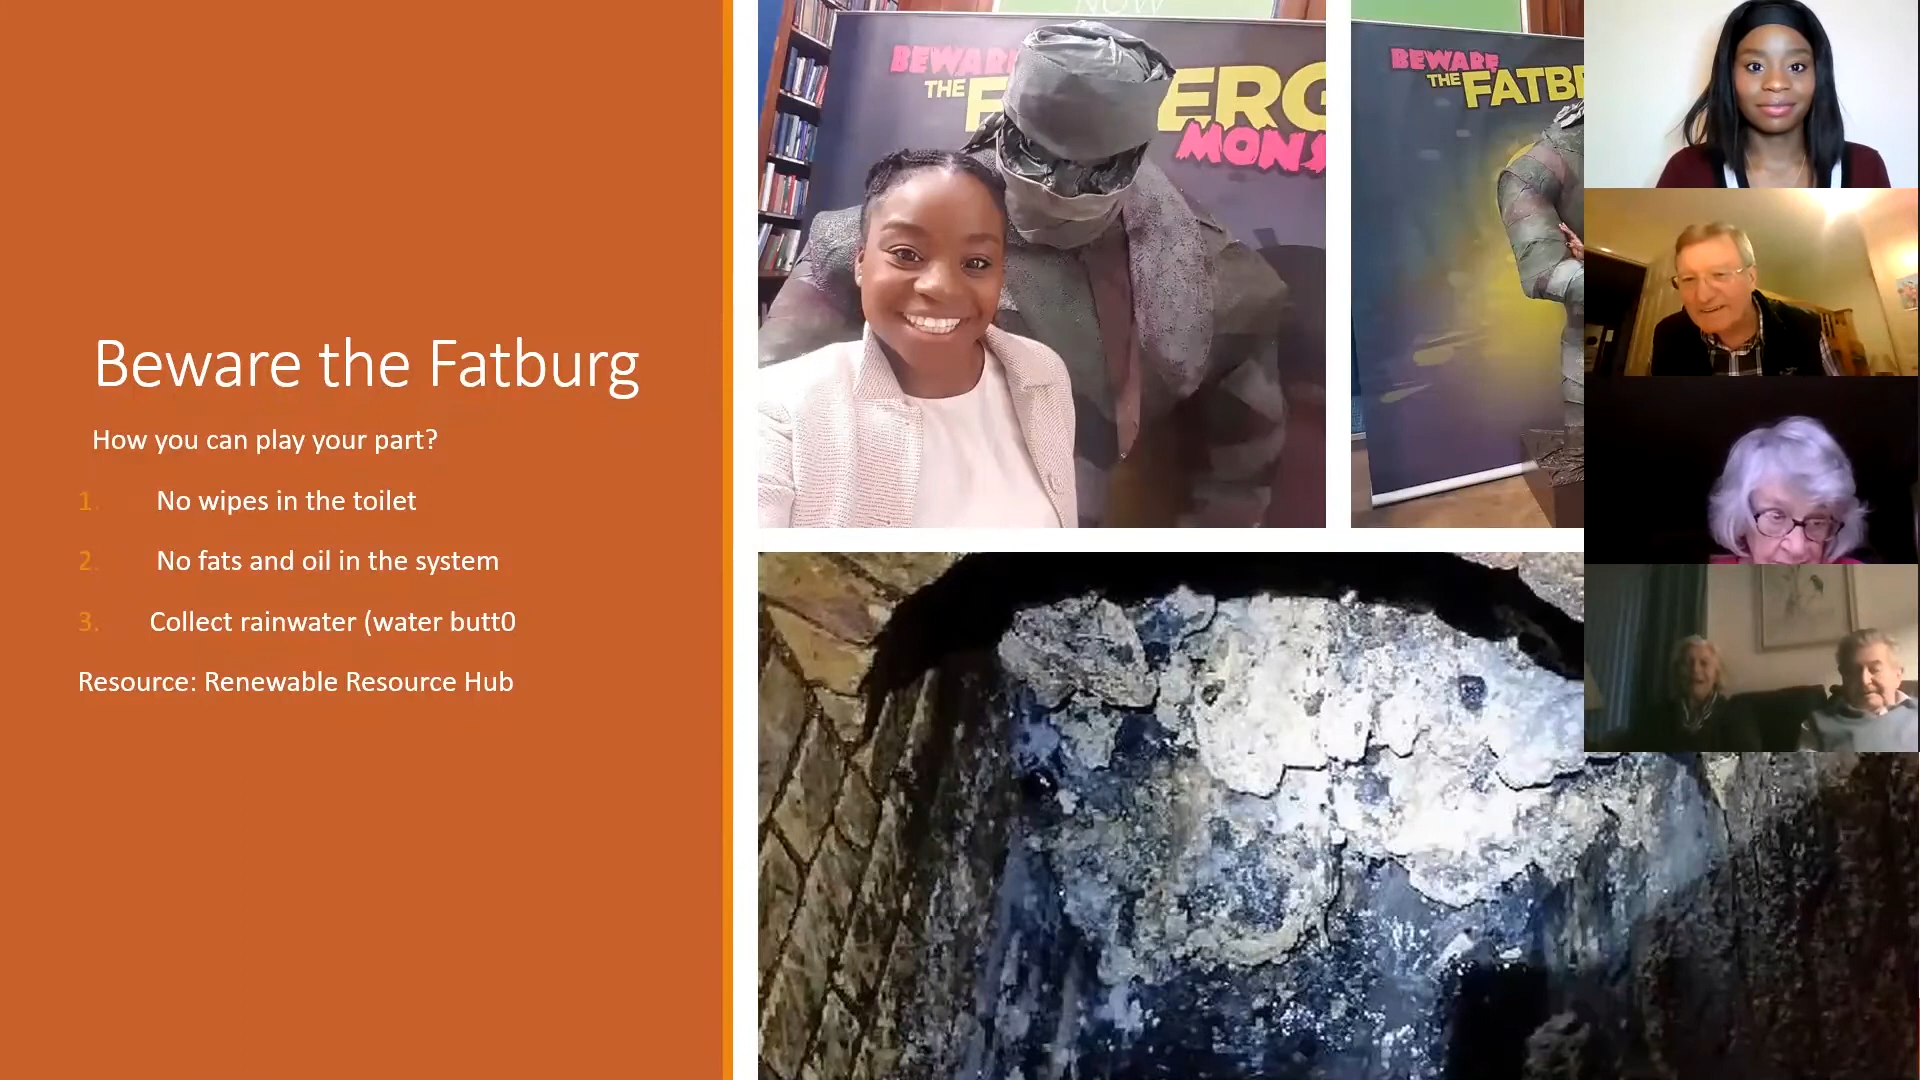 Beware the Fatburg
How you can play your part?
1. No wipes in the toilet
2. No fats and oil in the system
3. Collect rainwater (water butt0
Resource: Renewable Resource Hub
NOW
BEWARE
THE
ERG
MONS
BEWARE
THE FATBE